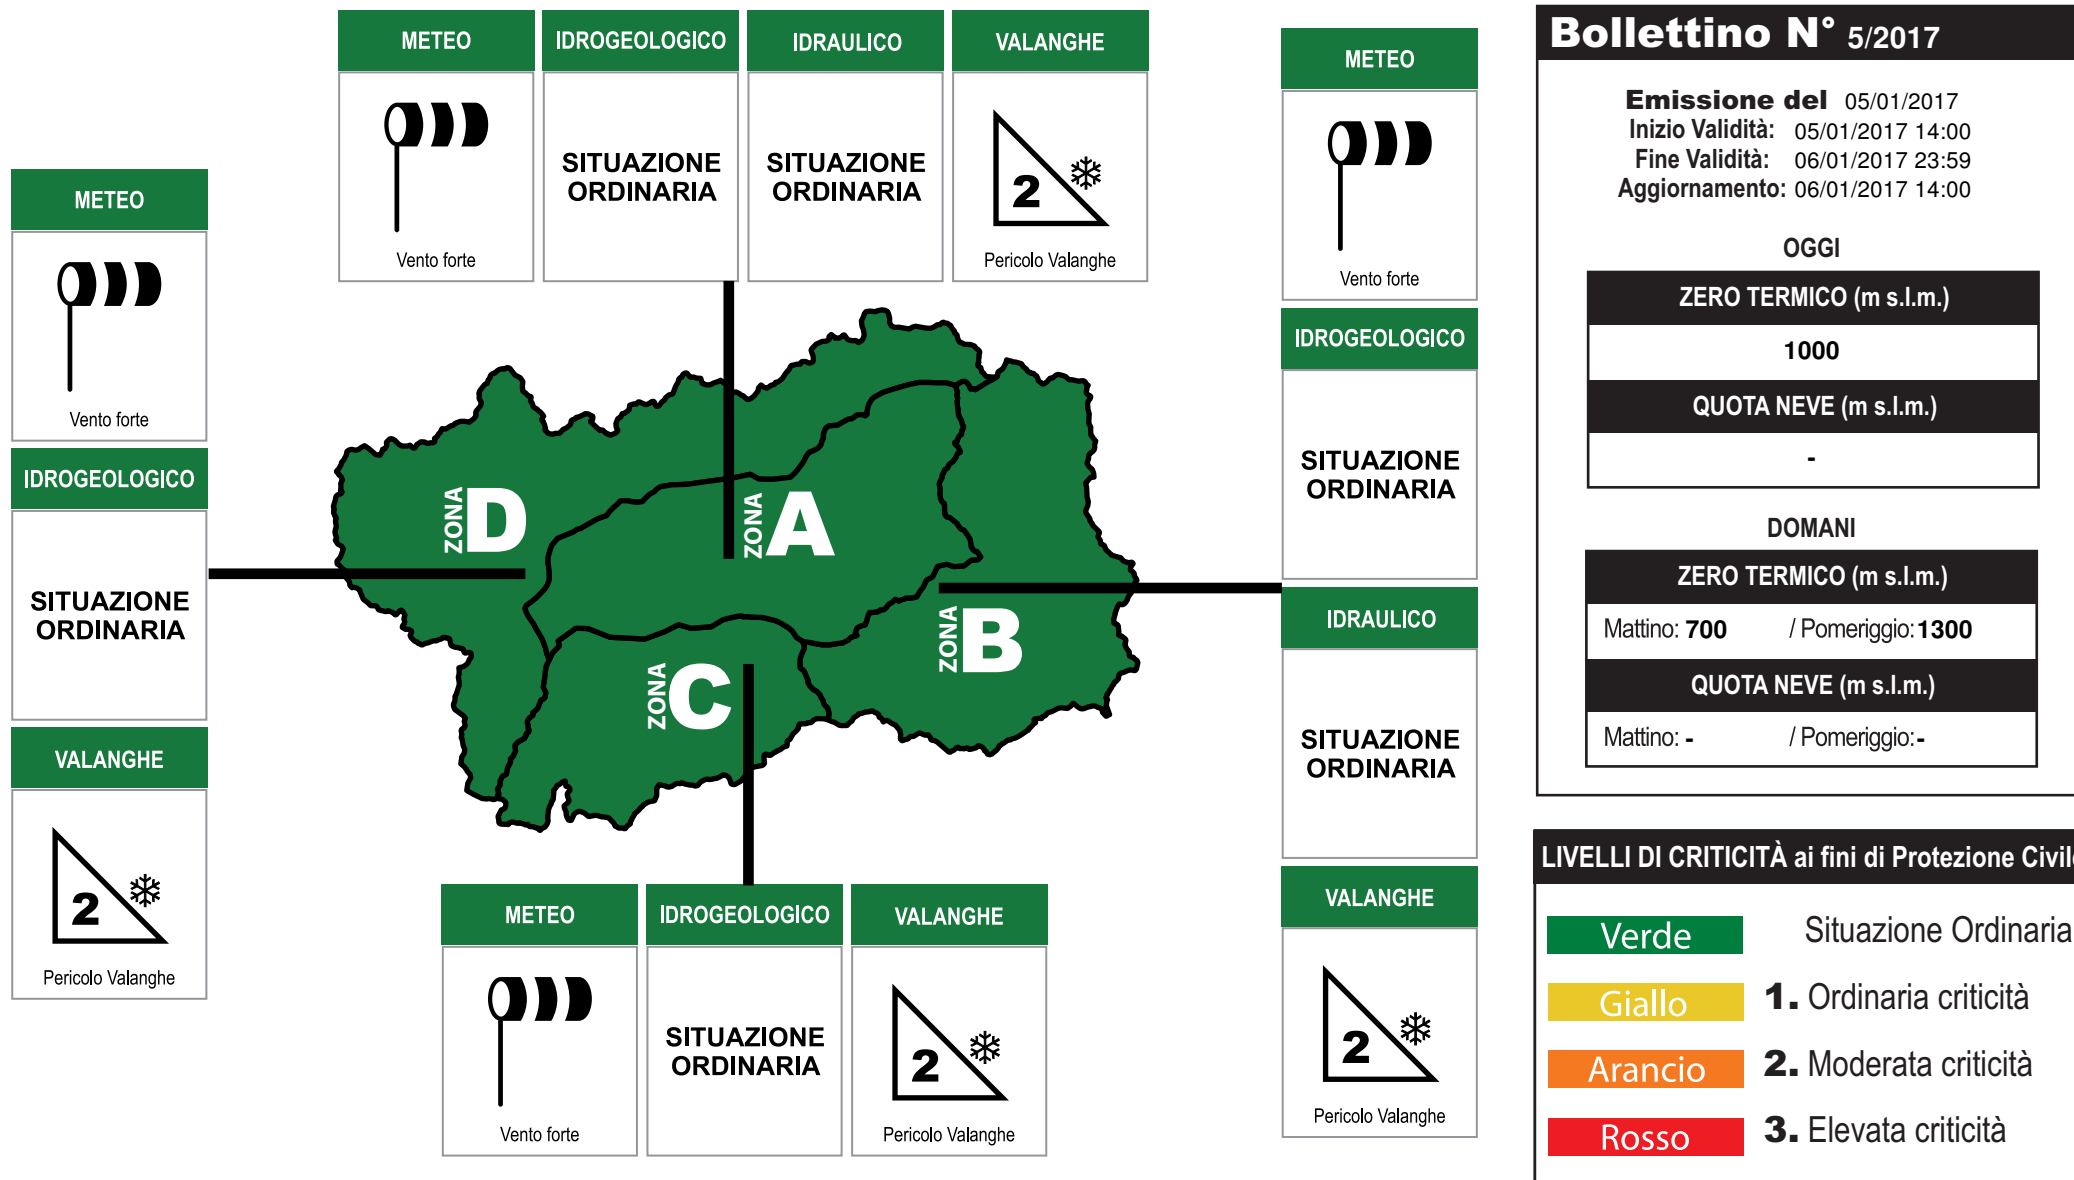 METEO
Vento forte
IDROGEOLOGICO
SITUAZIONE
ORDINARIA
VALANGHE
2
Pericolo Valanghe
METEO
IDROGEOLOGICO
IDRAULICO
VALANGHE
Vento forte
SITUAZIONE
ORDINARIA
SITUAZIONE
ORDINARIA
2
Pericolo Valanghe
ZONA D
ZONA A
ZONA B
ZONA C
METEO
IDROGEOLOGICO
VALANGHE
Vento forte
SITUAZIONE
ORDINARIA
2
Pericolo Valanghe
METEO
Vento forte
IDROGEOLOGICO
SITUAZIONE
ORDINARIA
IDRAULICO
SITUAZIONE
ORDINARIA
VALANGHE
2
Pericolo Valanghe
Bollettino N° 5/2017
Emissione del 05/01/2017
Inizio Validità: 05/01/2017 14:00
Fine Validità: 06/01/2017 23:59
Aggiornamento: 06/01/2017 14:00
OGGI
ZERO TERMICO (m s.l.m.)
1000
QUOTA NEVE (m s.l.m.)
-
DOMANI
ZERO TERMICO (m s.l.m.)
Mattino: 700 / Pomeriggio: 1300
QUOTA NEVE (m s.l.m.)
Mattino: - / Pomeriggio: -
LIVELLI DI CRITICITÀ ai fini di Protezione Civile
Verde Situazione Ordinaria
Giallo 1. Ordinaria criticità
Arancio 2. Moderata criticità
Rosso 3. Elevata criticità